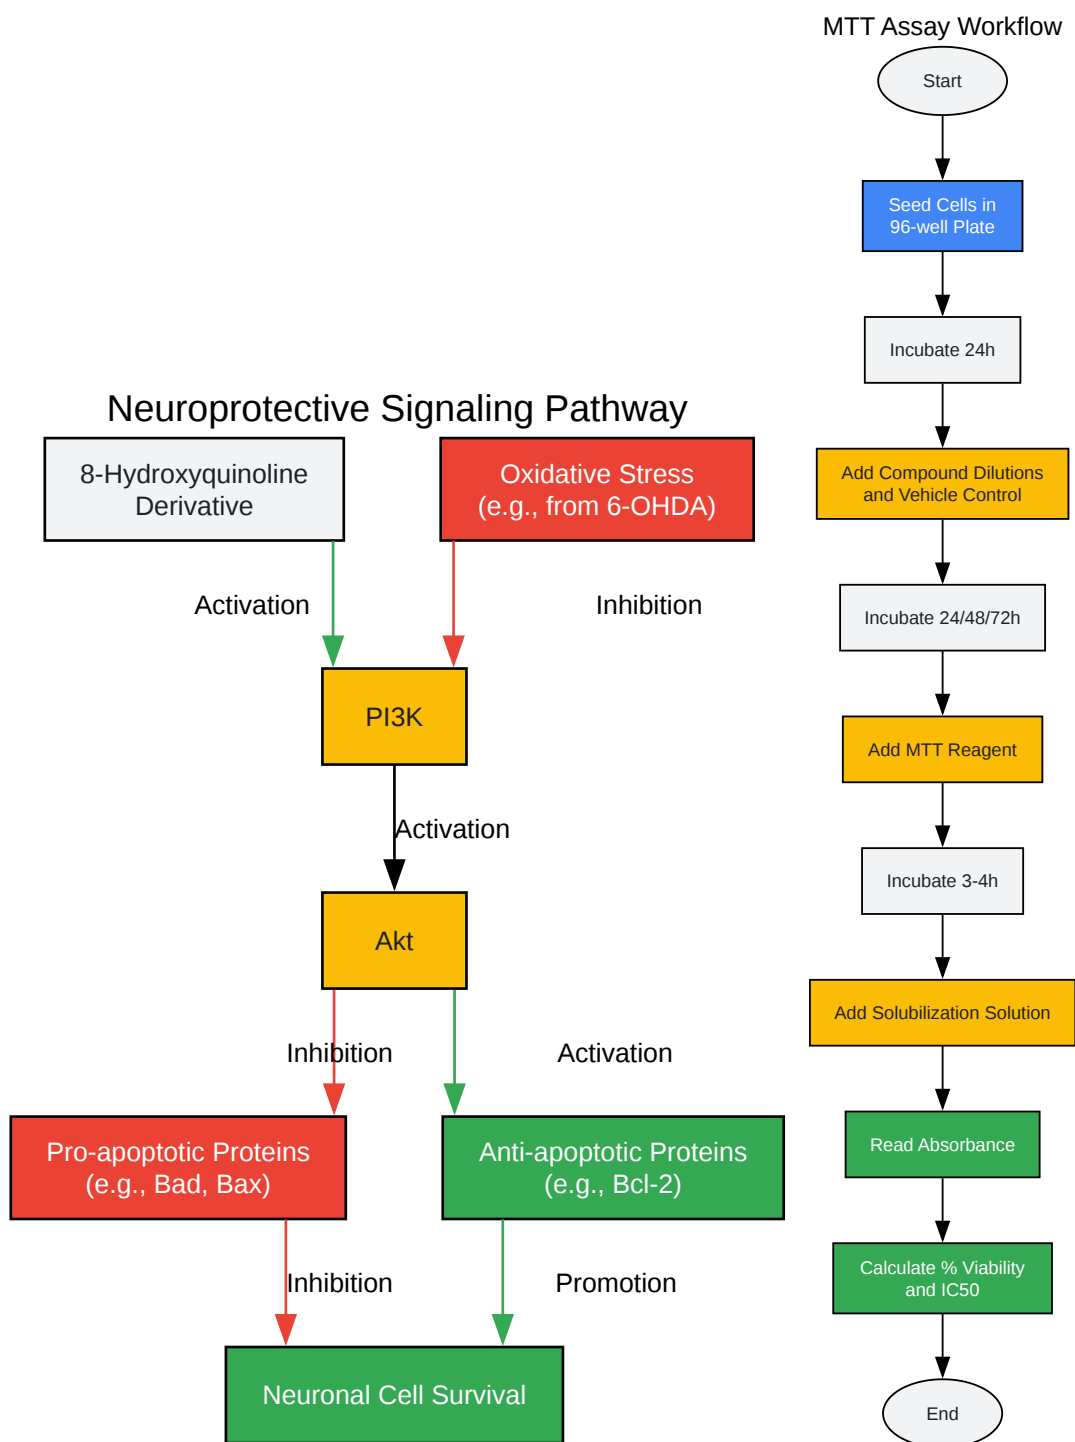 Neuroprotective Signaling Pathway
8-Hydroxyquinoline
Derivative
Oxidative Stress
(e.g., from 6-OHDA)
Activation
Inhibition
PI3K
Activation
Akt
Inhibition
Activation
Pro-apoptotic Proteins
(e.g., Bad, Bax)
Anti-apoptotic Proteins
(e.g., Bcl-2)
Inhibition
Promotion
Neuronal Cell Survival
MTT Assay Workflow
Start
Seed Cells in
96-well Plate
Incubate 24h
Add Compound Dilutions
and Vehicle Control
Incubate 24/48/72h
Add MTT Reagent
Incubate 3-4h
Add Solubilization Solution
Read Absorbance
Calculate % Viability
and IC50
End